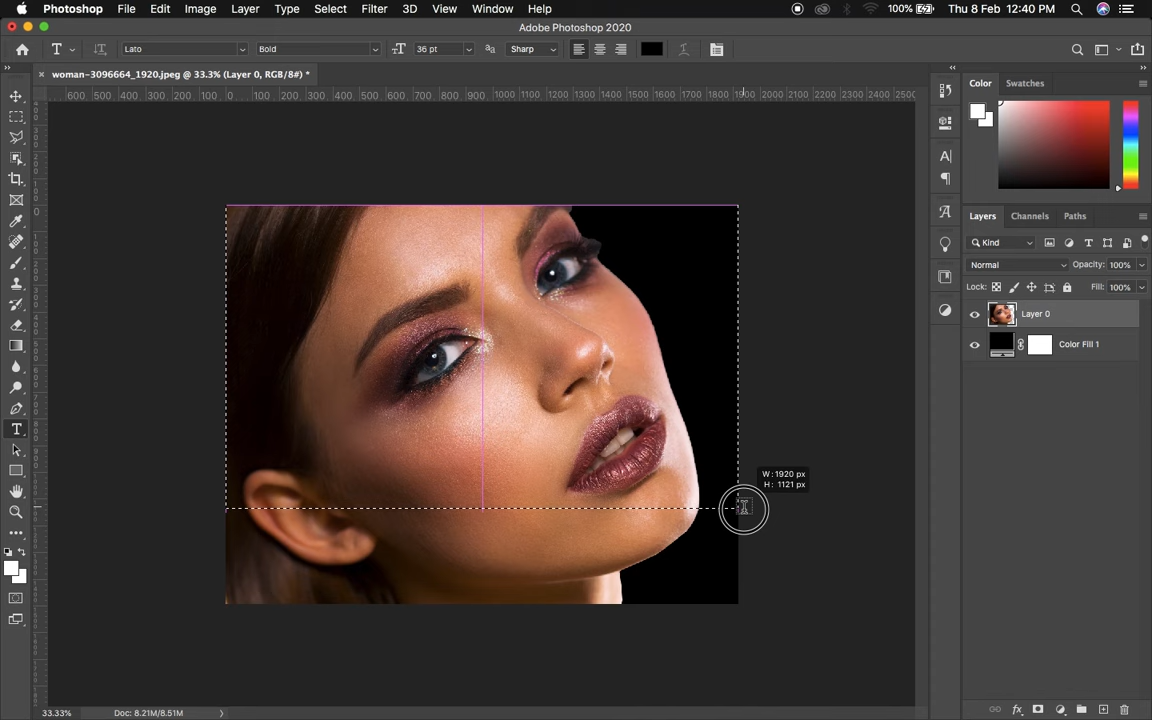 Photoshop File Edit Image Layer Type Select Filter 3D View Window Help 100% Thu 8 Feb 12:40 PM
Adobe Photoshop 2020
T Lato Bold 36 pt Sharp
woman-3096664_1920.jpeg @ 33.3% (Layer 0, RGB/8#) *
600 500 400 300 200 100 0 100 200 300 400 500 600 700 800 900 1000 1100 1200 1300 1400 1500 1600 1700 1800 1900 2000 2100 2200 2300 2400 2500
Color Swatches
Layers Channels Paths
Kind
Normal Opacity: 100%
Lock: Fill: 100%
Layer 0
Color Fill 1
W: 1920 px
H: 1121 px
33.33% Doc: 8.21M/8.51M